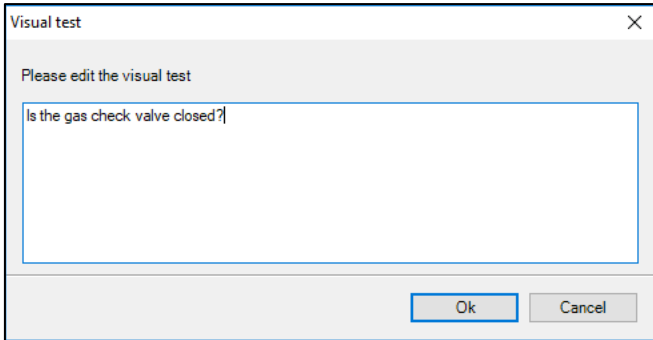 Visual test
Please edit the visual test
Is the gas check valve closed?
Ok
Cancel